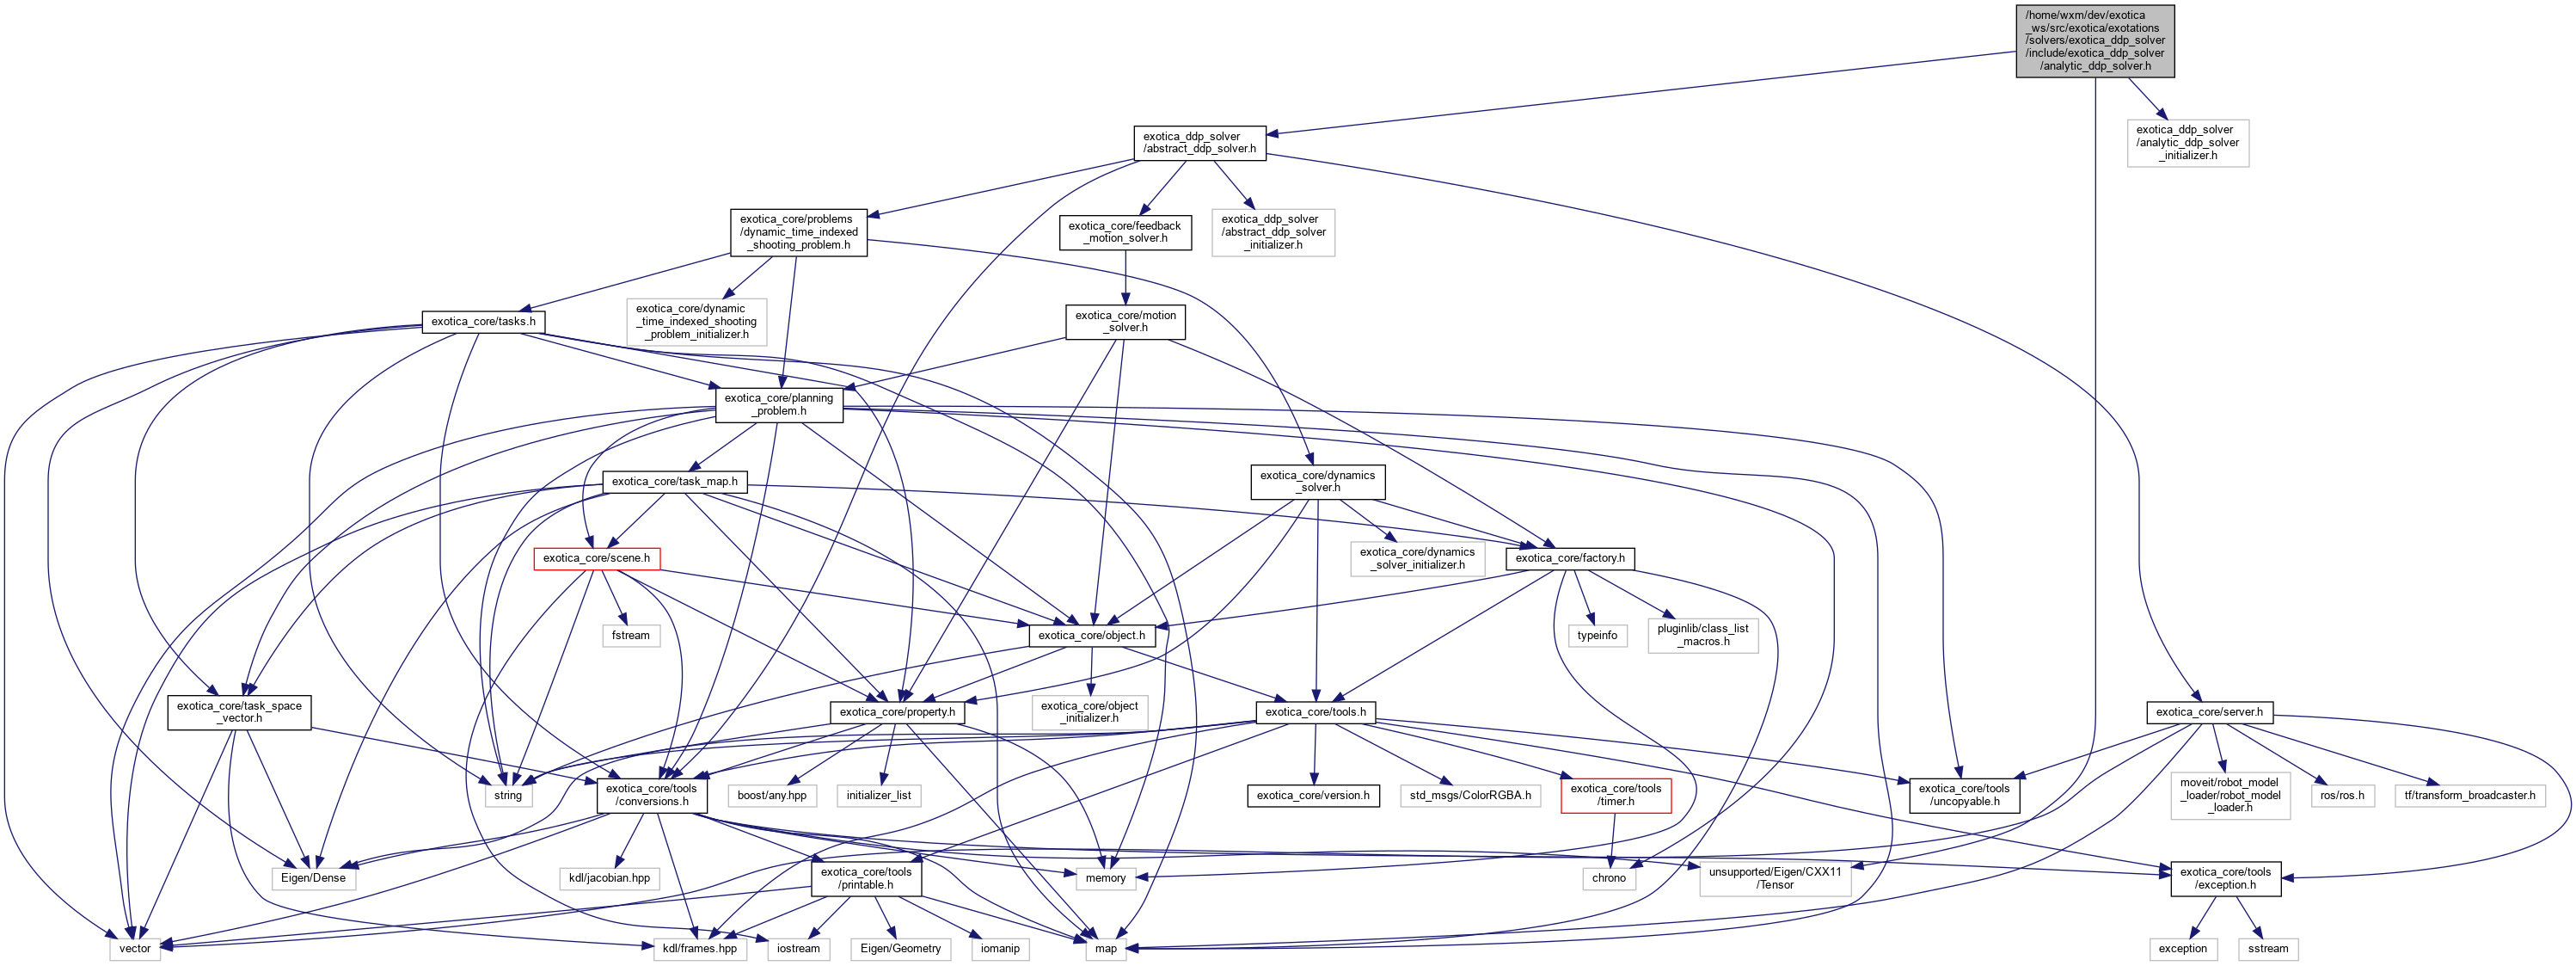 /home/wxm/dev/exotica
_ws/src/exotica/exotations
/solvers/exotica_ddp_solver
/include/exotica_ddp_solver
/analytic_ddp_solver.h
exotica_ddp_solver
/abstract_ddp_solver.h
exotica_ddp_solver
/analytic_ddp_solver
_initializer.h
exotica_core/problems
/dynamic_time_indexed
_shooting_problem.h
exotica_core/feedback
_motion_solver.h
exotica_ddp_solver
/abstract_ddp_solver
_initializer.h
exotica_core/tasks.h
exotica_core/dynamic
_time_indexed_shooting
_problem_initializer.h
exotica_core/motion
_solver.h
exotica_core/planning
_problem.h
exotica_core/task_map.h
exotica_core/dynamics
_solver.h
exotica_core/scene.h
exotica_core/dynamics
_solver_initializer.h
exotica_core/factory.h
fstream
exotica_core/object.h
typeinfo
pluginlib/class_list
_macros.h
exotica_core/task_space
_vector.h
exotica_core/property.h
exotica_core/object
_initializer.h
exotica_core/tools.h
exotica_core/server.h
string
exotica_core/tools
/conversions.h
boost/any.hpp
initializer_list
exotica_core/version.h
std_msgs/ColorRGBA.h
exotica_core/tools
/timer.h
exotica_core/tools
/uncopyable.h
moveit/robot_model
_loader/robot_model
_loader.h
ros/ros.h
tf/transform_broadcaster.h
Eigen/Dense
kdl/jacobian.hpp
exotica_core/tools
/printable.h
memory
chrono
unsupported/Eigen/CXX11
/Tensor
exotica_core/tools
/exception.h
vector
kdl/frames.hpp
iostream
Eigen/Geometry
iomanip
map
exception
sstream